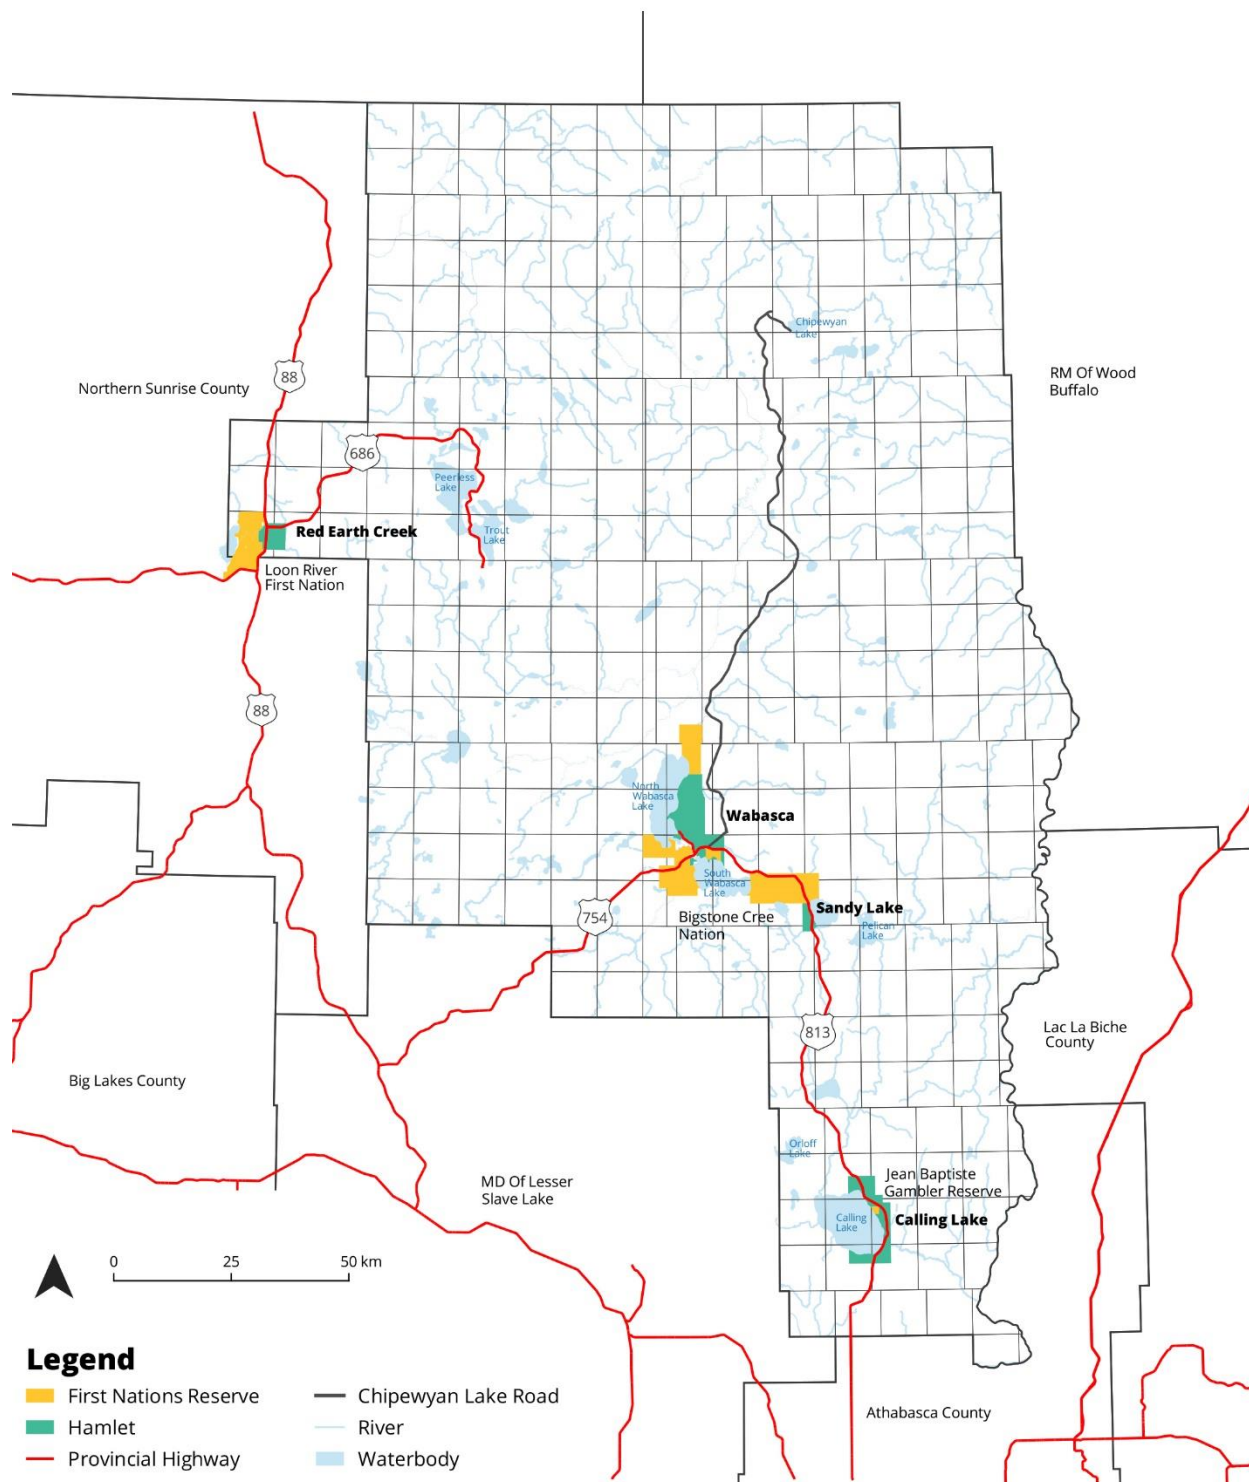 Chipewyan
Lake
RM Of Wood
Buffalo
88
Northern Sunrise County
686
Peerless
Lake
Red Earth Creek
Trout
Lake
Loon River
First Nation
88
North
Wabasca
Lake
Wabasca
South
Wabasca
Lake
754
Bigstone Cree
Nation
Sandy Lake
Pelican
Lake
813
Lac La Biche
County
Big Lakes County
Orloff
Lake
MD Of Lesser
Slave Lake
Jean Baptiste
Gambler Reserve
Calling
Lake
Calling Lake
0 25 50 km
Legend
First Nations Reserve
Hamlet
Provincial Highway
Chipewyan Lake Road
River
Waterbody
Athabasca County